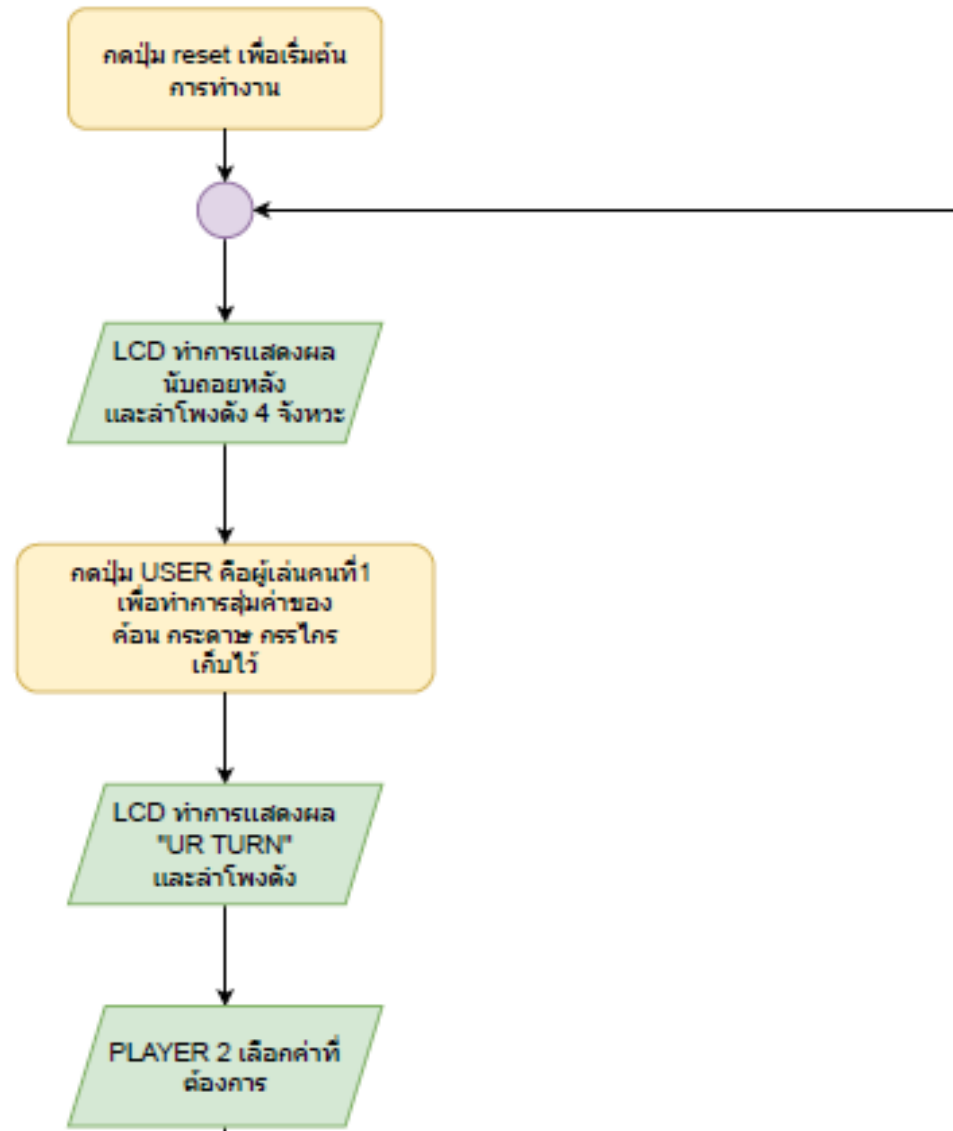 กดปุ่ม reset เพื่อเริ่มต้น
การทำงาน
LCD ทำการแสดงผล
นับถอยหลัง
และลำโพงดัง 4 จังหวะ
กดปุ่ม USER คือผู้เล่นคนที่1
เพื่อทำการสุ่มค่าของ
ค้อน กระดาษ กรรไกร
เก็บไว้
LCD ทำการแสดงผล
"UR TURN"
และลำโพงดัง
PLAYER 2 เลือกค่าที่
ต้องการ